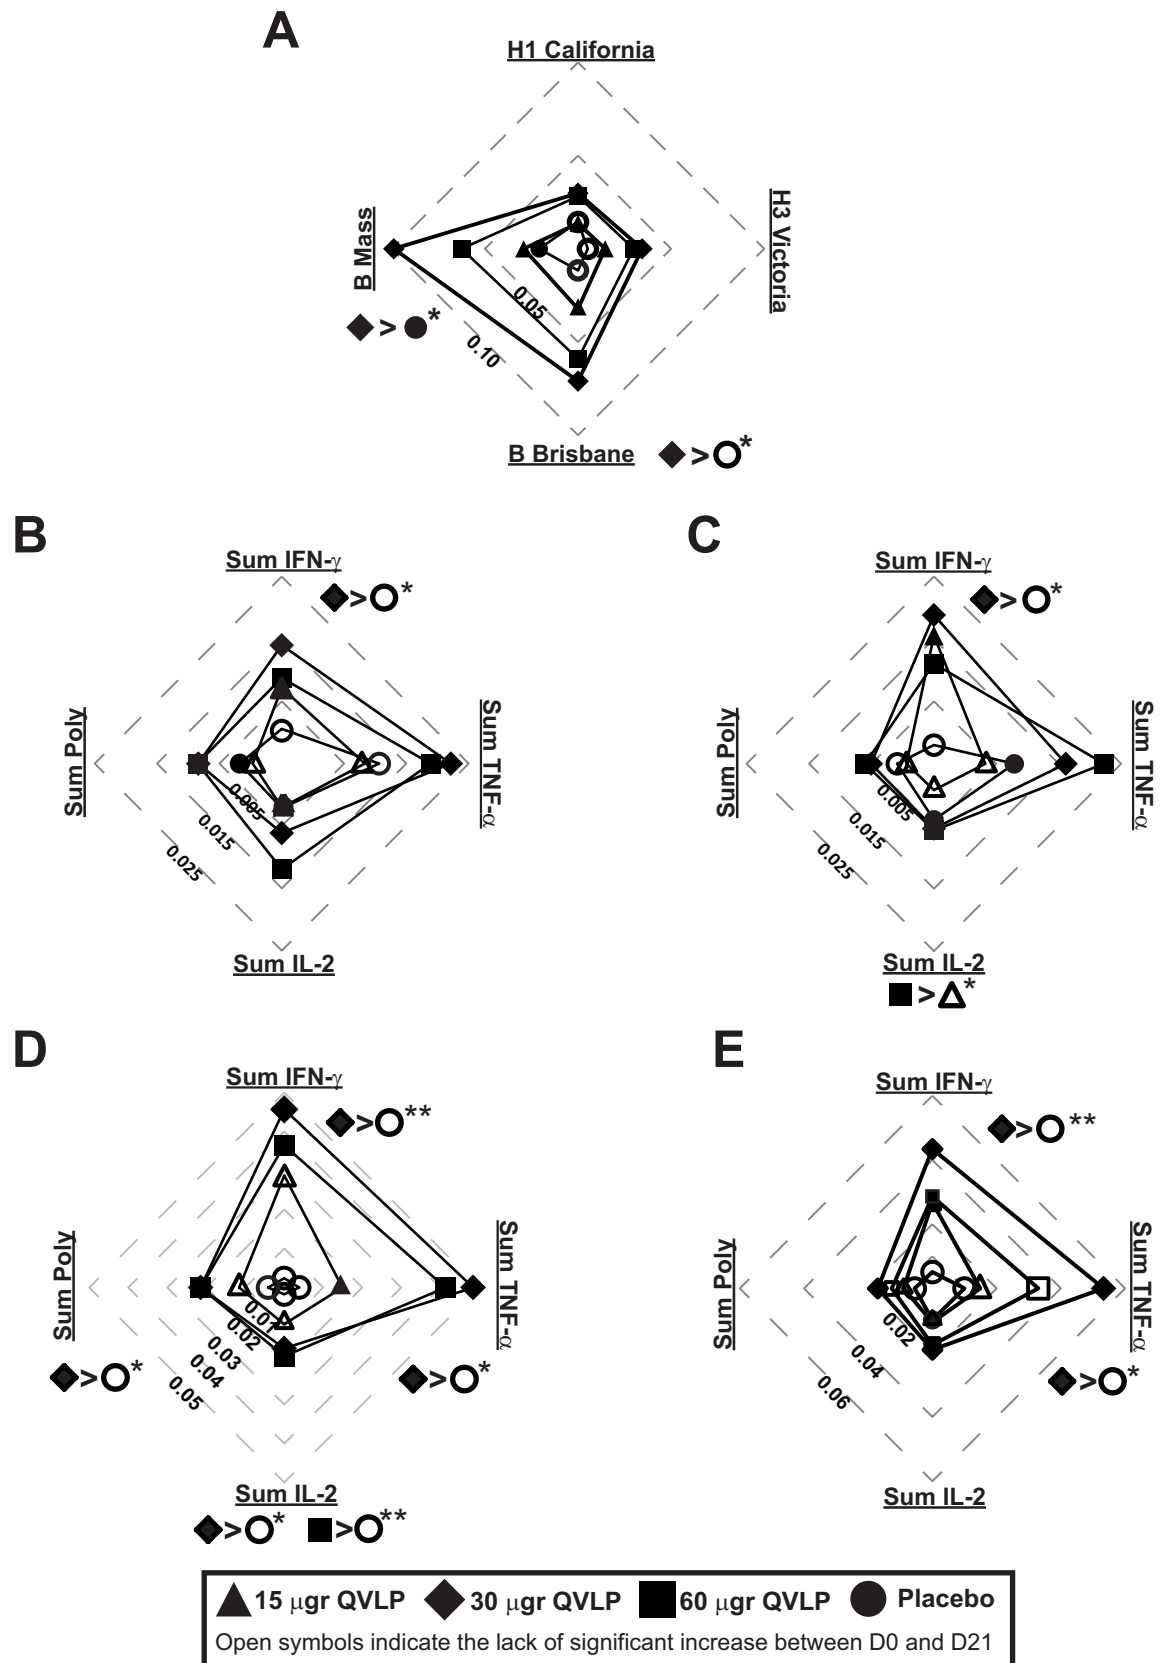 A
H1 California
B Mass
H3 Victoria
0.05
0.10
> *
B Brisbane > *
B
Sum IFN-γ
> *
Sum Poly
Sum TNF-α
0.005
0.015
0.025
Sum IL-2
C
Sum IFN-γ
> *
Sum Poly
Sum TNF-α
0.005
0.015
0.025
Sum IL-2
> *
D
Sum IFN-γ
> **
Sum Poly
Sum TNF-α
0.01
0.02
0.03
0.04
0.05
> *
> *
Sum IL-2
> * > **
E
Sum IFN-γ
> **
Sum Poly
Sum TNF-α
0.02
0.04
0.06
> *
Sum IL-2
15 μgr QVLP 30 μgr QVLP 60 μgr QVLP Placebo
Open symbols indicate the lack of significant increase between D0 and D21